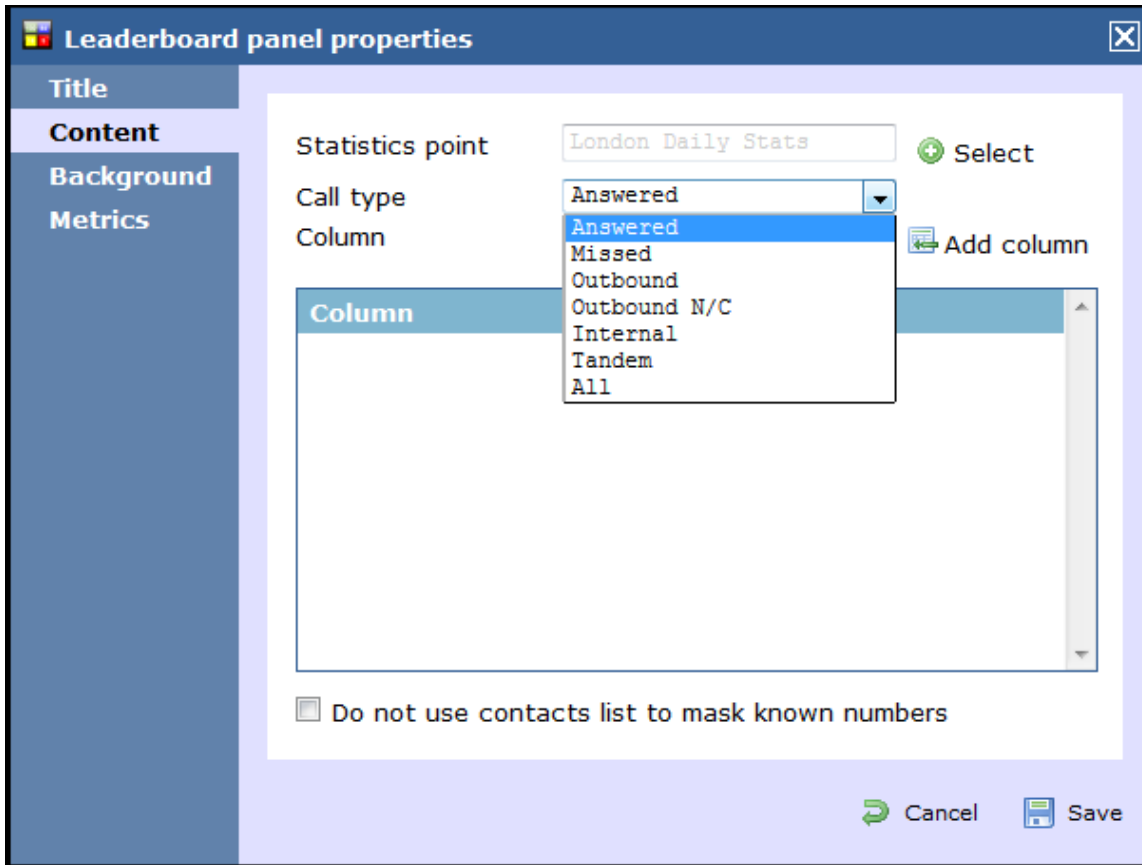 Leaderboard panel properties
Title
Content
Background
Metrics
Statistics point London Daily Stats Select
Call type Answered
Column Answered Add column
Missed
Outbound
Outbound N/C
Internal
Tandem
All
Column
Do not use contacts list to mask known numbers
Cancel Save